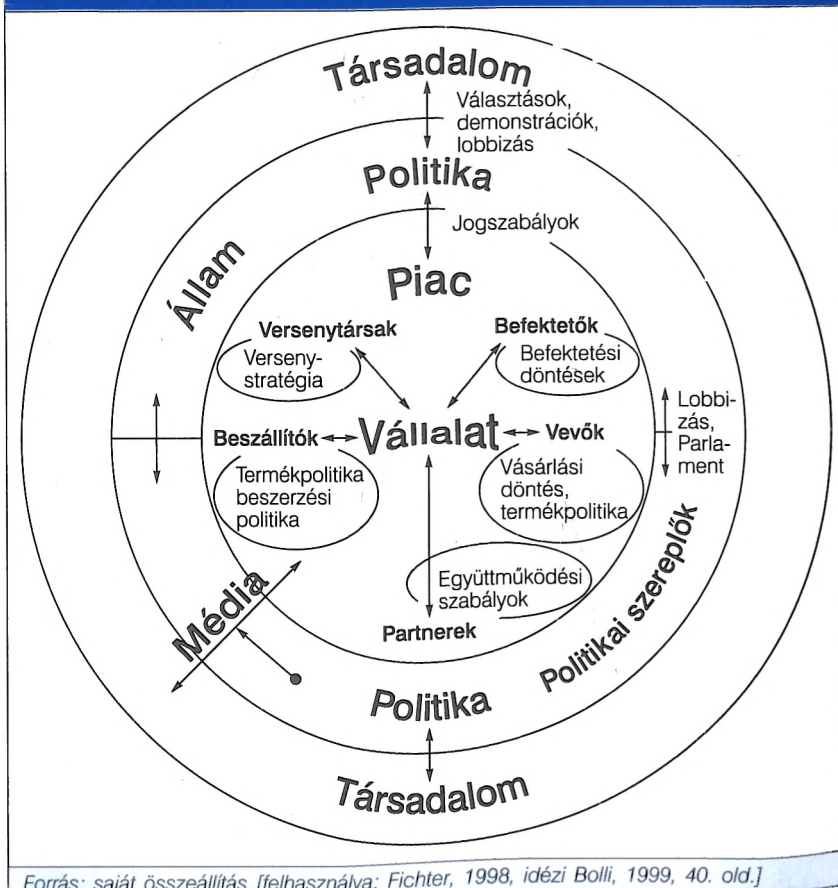 Társadalom
Választások,
demonstrációk,
lobbizás
Politika
Jogszabályok
Állam
Piac
Versenytársak
Verseny-
stratégia
Befektetők
Befektetési
döntések
Beszállítók
Vállalat
Vevők
Lobbi-
zás,
Parla-
ment
Termékpolitika
beszerzési
politika
Vásárlási
döntés,
termékpolitika
Együttműködési
szabályok
Média
Partnerek
Politikai szereplők
Politika
Társadalom
Forrás: saját összeállítás [felhasználva: Fichter, 1998, idézi Bolli, 1999, 40. old.]